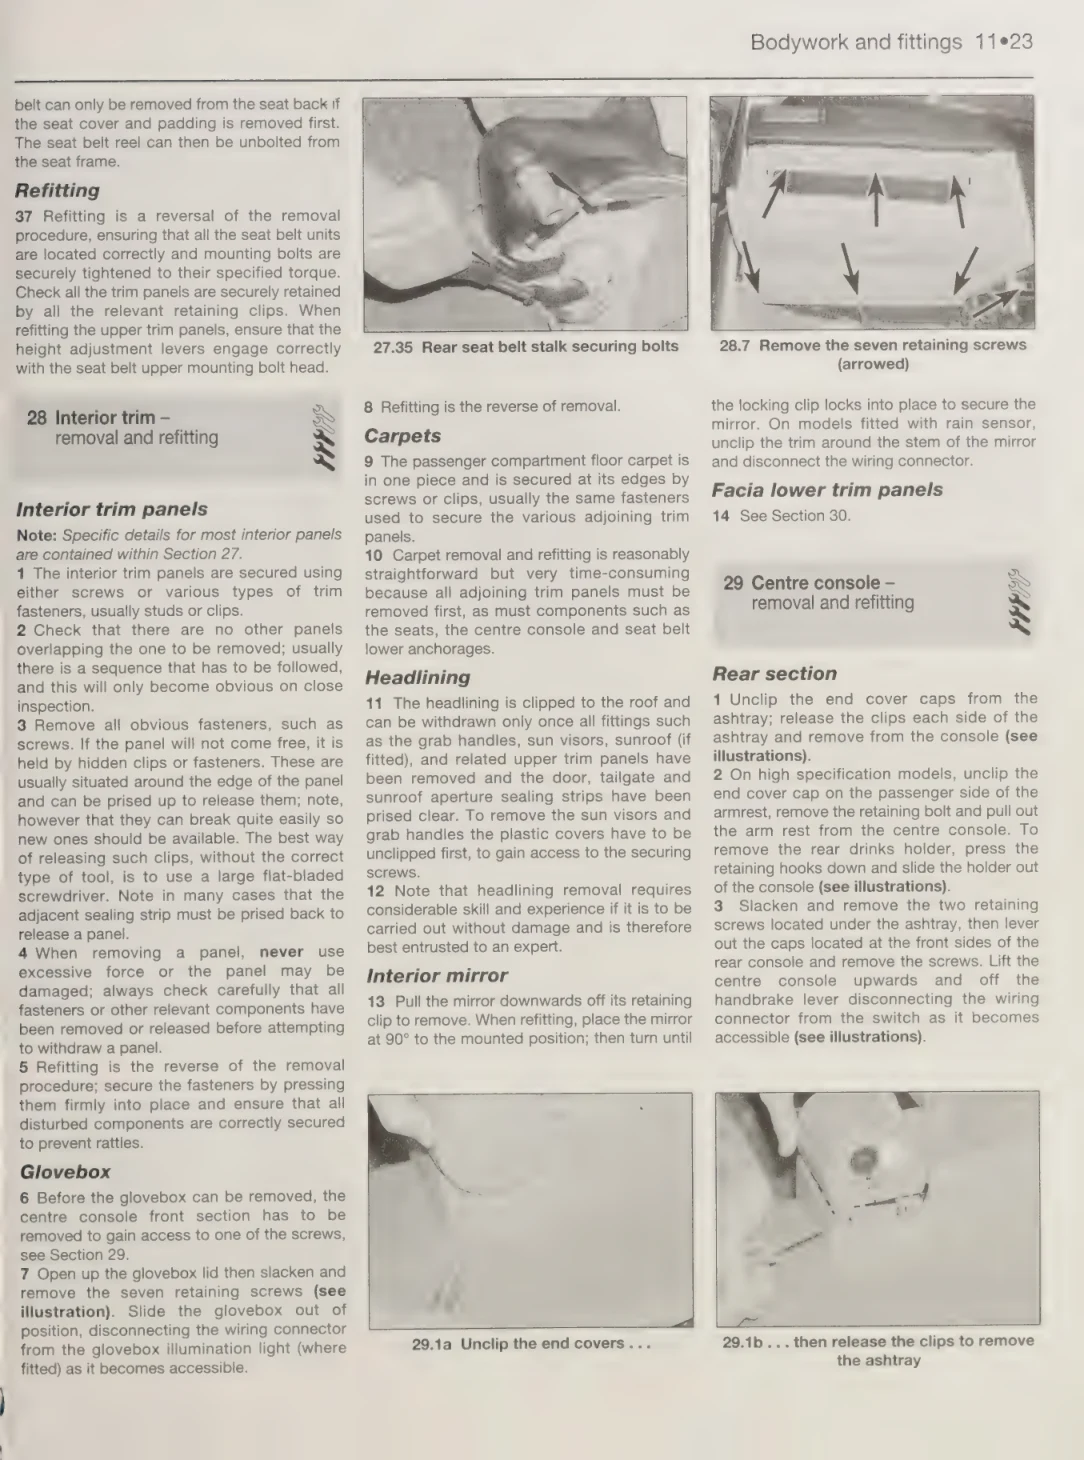 Bodywork and fittings 11•23
belt can only be removed from the seat back if
the seat cover and padding is removed first.
The seat belt reel can then be unbolted from
the seat frame.
Refitting
37 Refitting is a reversal of the removal
procedure, ensuring that all the seat belt units
are located correctly and mounting bolts are
securely tightened to their specified torque.
Check all the trim panels are securely retained
by all the relevant retaining clips. When
refitting the upper trim panels, ensure that the
height adjustment levers engage correctly
with the seat belt upper mounting bolt head.
28 Interior trim –
removal and refitting
Interior trim panels
Note: Specific details for most interior panels
are contained within Section 27.
1 The interior trim panels are secured using
either screws or various types of trim
fasteners, usually studs or clips.
2 Check that there are no other panels
overlapping the one to be removed; usually
there is a sequence that has to be followed,
and this will only become obvious on close
inspection.
3 Remove all obvious fasteners, such as
screws. If the panel will not come free, it is
held by hidden clips or fasteners. These are
usually situated around the edge of the panel
and can be prised up to release them; note,
however that they can break quite easily so
new ones should be available. The best way
of releasing such clips, without the correct
type of tool, is to use a large flat-bladed
screwdriver. Note in many cases that the
adjacent sealing strip must be prised back to
release a panel.
4 When removing a panel, never use
excessive force or the panel may be
damaged; always check carefully that all
fasteners or other relevant components have
been removed or released before attempting
to withdraw a panel.
5 Refitting is the reverse of the removal
procedure; secure the fasteners by pressing
them firmly into place and ensure that all
disturbed components are correctly secured
to prevent rattles.
Glovebox
6 Before the glovebox can be removed, the
centre console front section has to be
removed to gain access to one of the screws,
see Section 29.
7 Open up the glovebox lid then slacken and
remove the seven retaining screws (see
illustration). Slide the glovebox out of
position, disconnecting the wiring connector
from the glovebox illumination light (where
fitted) as it becomes accessible.
27.35 Rear seat belt stalk securing bolts
8 Refitting is the reverse of removal.
Carpets
9 The passenger compartment floor carpet is
in one piece and is secured at its edges by
screws or clips, usually the same fasteners
used to secure the various adjoining trim
panels.
10 Carpet removal and refitting is reasonably
straightforward but very time-consuming
because all adjoining trim panels must be
removed first, as must components such as
the seats, the centre console and seat belt
lower anchorages.
Headlining
11 The headlining is clipped to the roof and
can be withdrawn only once all fittings such
as the grab handles, sun visors, sunroof (if
fitted), and related upper trim panels have
been removed and the door, tailgate and
sunroof aperture sealing strips have been
prised clear. To remove the sun visors and
grab handles the plastic covers have to be
unclipped first, to gain access to the securing
screws.
12 Note that headlining removal requires
considerable skill and experience if it is to be
carried out without damage and is therefore
best entrusted to an expert.
Interior mirror
13 Pull the mirror downwards off its retaining
clip to remove. When refitting, place the mirror
at 90° to the mounted position; then turn until
29.1a Unclip the end covers . . .
28.7 Remove the seven retaining screws
(arrowed)
the locking clip locks into place to secure the
mirror. On models fitted with rain sensor,
unclip the trim around the stem of the mirror
and disconnect the wiring connector.
Facia lower trim panels
14 See Section 30.
29 Centre console –
removal and refitting
Rear section
1 Unclip the end cover caps from the
ashtray; release the clips each side of the
ashtray and remove from the console (see
illustrations).
2 On high specification models, unclip the
end cover cap on the passenger side of the
armrest, remove the retaining bolt and pull out
the arm rest from the centre console. To
remove the rear drinks holder, press the
retaining hooks down and slide the holder out
of the console (see illustrations).
3 Slacken and remove the two retaining
screws located under the ashtray, then lever
out the caps located at the front sides of the
rear console and remove the screws. Lift the
centre console upwards and off the
handbrake lever disconnecting the wiring
connector from the switch as it becomes
accessible (see illustrations).
29.1b . . . then release the clips to remove
the ashtray